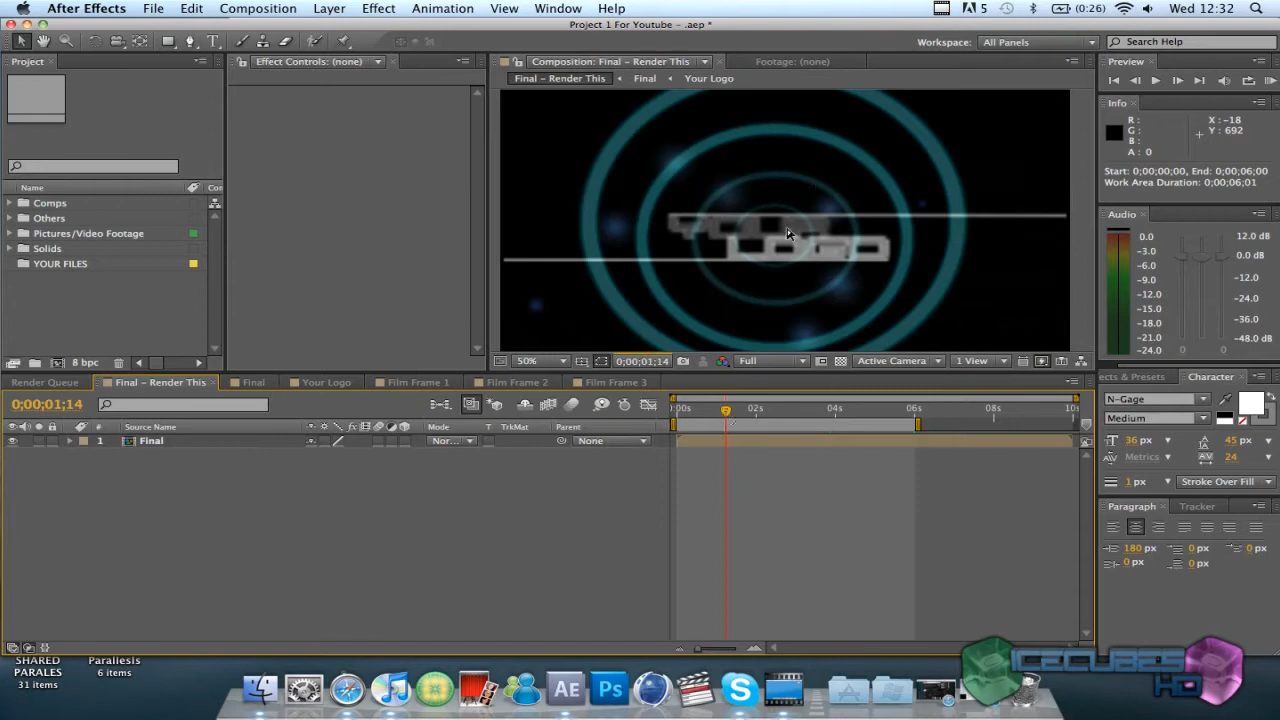 After Effects File Edit Composition Layer Effect Animation View Window Help 5 (0:26) Wed 12:32
Project 1 For Youtube - .aep *
Workspace: All Panels Search Help
Project Effect Controls: (none) Composition: Final - Render This Footage: (none) Preview
Final - Render This Final Your Logo
Info
R: X: -18
G: Y: 692
B:
A: 0
Start: 0;00;00;00, End: 0;00;06;00
Work Area Duration: 0;00;06;01
Name Co
Comps
Others
Pictures/Video Footage
Solids
YOUR FILES
LOGO
Audio
0.0 12.0 dB
-3.0 0.0 dB
-6.0
-9.0 -12.0
-12.0
-15.0 -24.0
-18.0
-21.0 -36.0
-24.0 -48.0 dB
8 bpc 50% 0;00;01;14 Full Active Camera 1 View
Render Queue Final - Render This Final Your Logo Film Frame 1 Film Frame 2 Film Frame 3
ects & Presets Character
0;00;01;14 :00s 02s 04s 06s 08s 10s
# Source Name Mode T TrkMat Parent
1 Final Nor... None
N-Gage
Medium
36 px 45 px
Metrics 24
1 px Stroke Over Fill
Paragraph Tracker
180 px 0 px 0 px
0 px 0 px
SHARED PARALES
31 items
Parallesis
6 items
ICECUBES HD